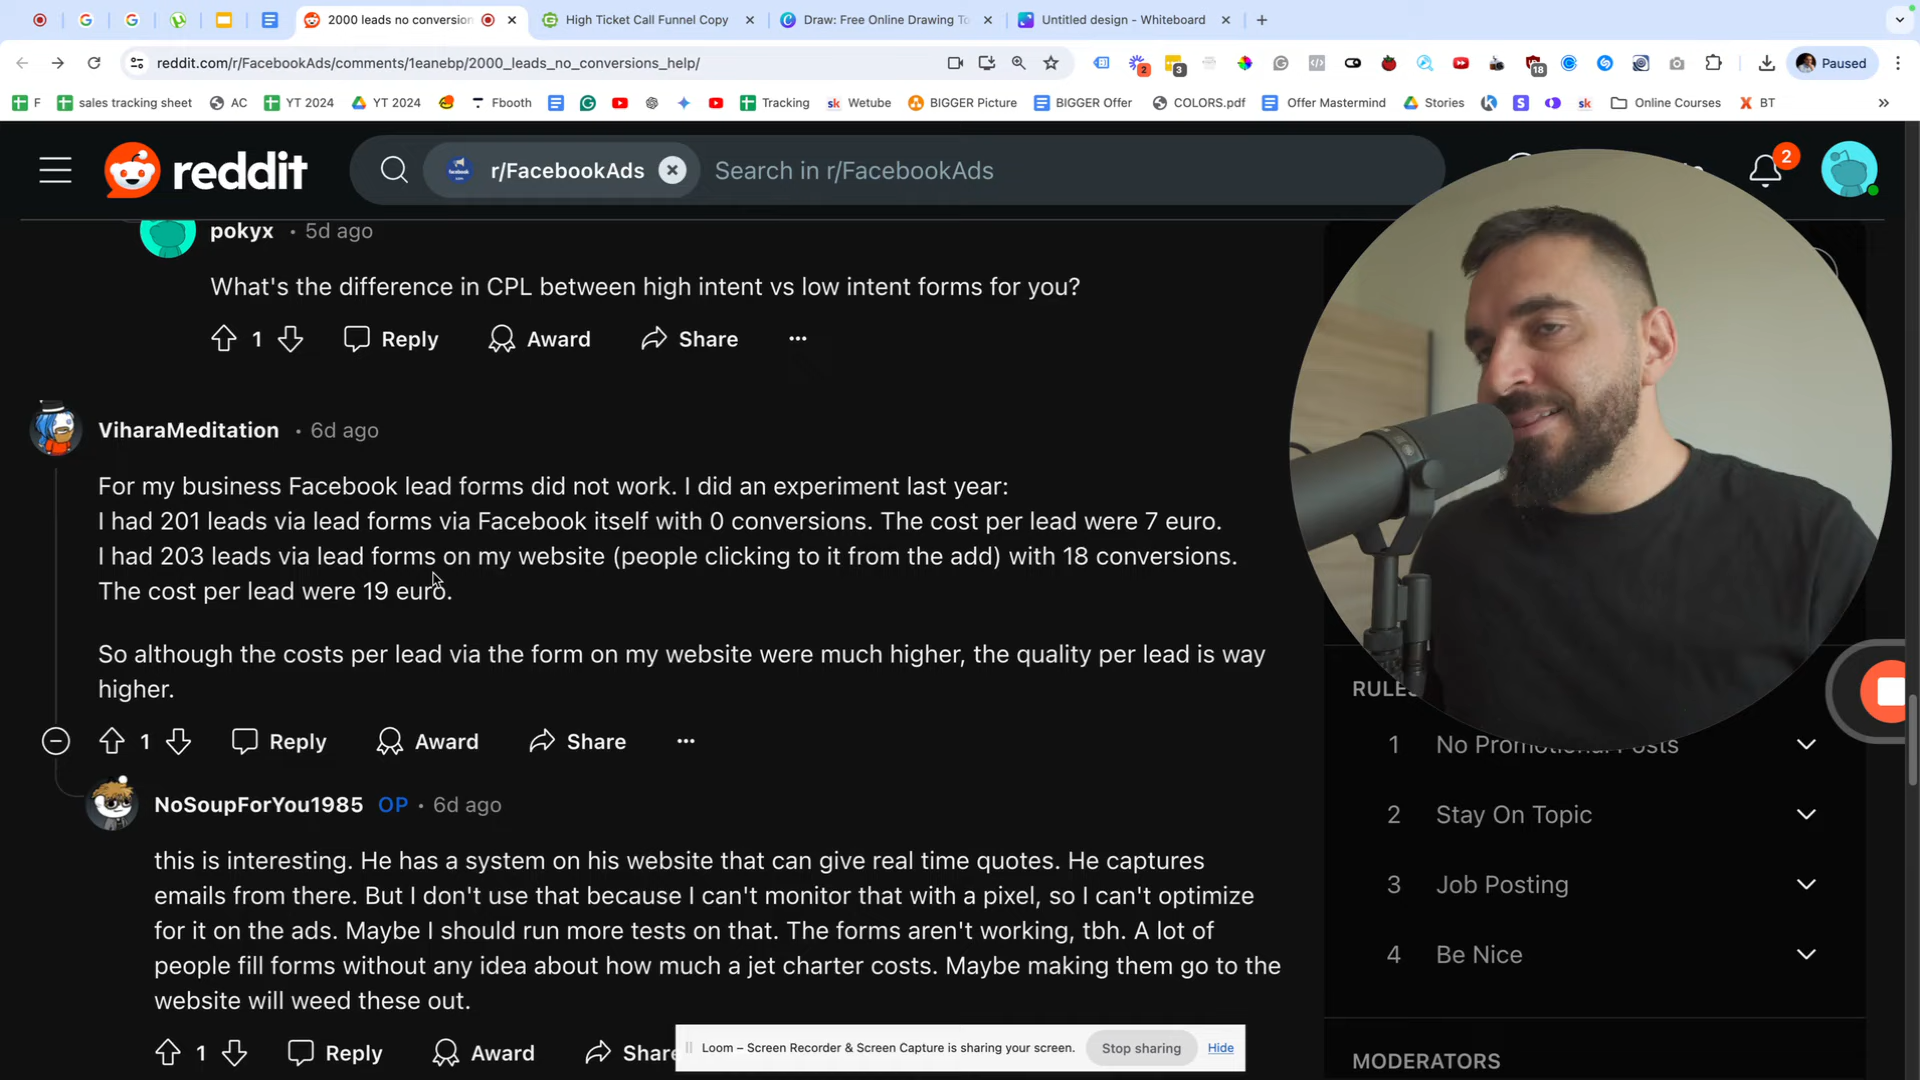 2000 leads no conversion
High Ticket Call Funnel Copy
Draw: Free Online Drawing To
Untitled design - Whiteboard
reddit.com/r/FacebookAds/comments/1eanebp/2000_leads_no_conversions_help/
2
3
18
Paused
F
sales tracking sheet
AC
YT 2024
YT 2024
Fbooth
Tracking
Wetube
BIGGER Picture
BIGGER Offer
COLORS.pdf
Offer Mastermind
Stories
Online Courses
BT
reddit
r/FacebookAds
Search in r/FacebookAds
2
pokyx • 5d ago
What's the difference in CPL between high intent vs low intent forms for you?
1 Reply Award Share
ViharaMeditation • 6d ago
For my business Facebook lead forms did not work. I did an experiment last year:
I had 201 leads via lead forms via Facebook itself with 0 conversions. The cost per lead were 7 euro.
I had 203 leads via lead forms on my website (people clicking to it from the add) with 18 conversions.
The cost per lead were 19 euro.
So although the costs per lead via the form on my website were much higher, the quality per lead is way
higher.
1 Reply Award Share
NoSoupForYou1985 OP • 6d ago
this is interesting. He has a system on his website that can give real time quotes. He captures
emails from there. But I don't use that because I can't monitor that with a pixel, so I can't optimize
for it on the ads. Maybe I should run more tests on that. The forms aren't working, tbh. A lot of
people fill forms without any idea about how much a jet charter costs. Maybe making them go to the
website will weed these out.
1 Reply Award Share
RULES
1 No Promotional Posts
2 Stay On Topic
3 Job Posting
4 Be Nice
MODERATORS
Loom – Screen Recorder & Screen Capture is sharing your screen.
Stop sharing
Hide